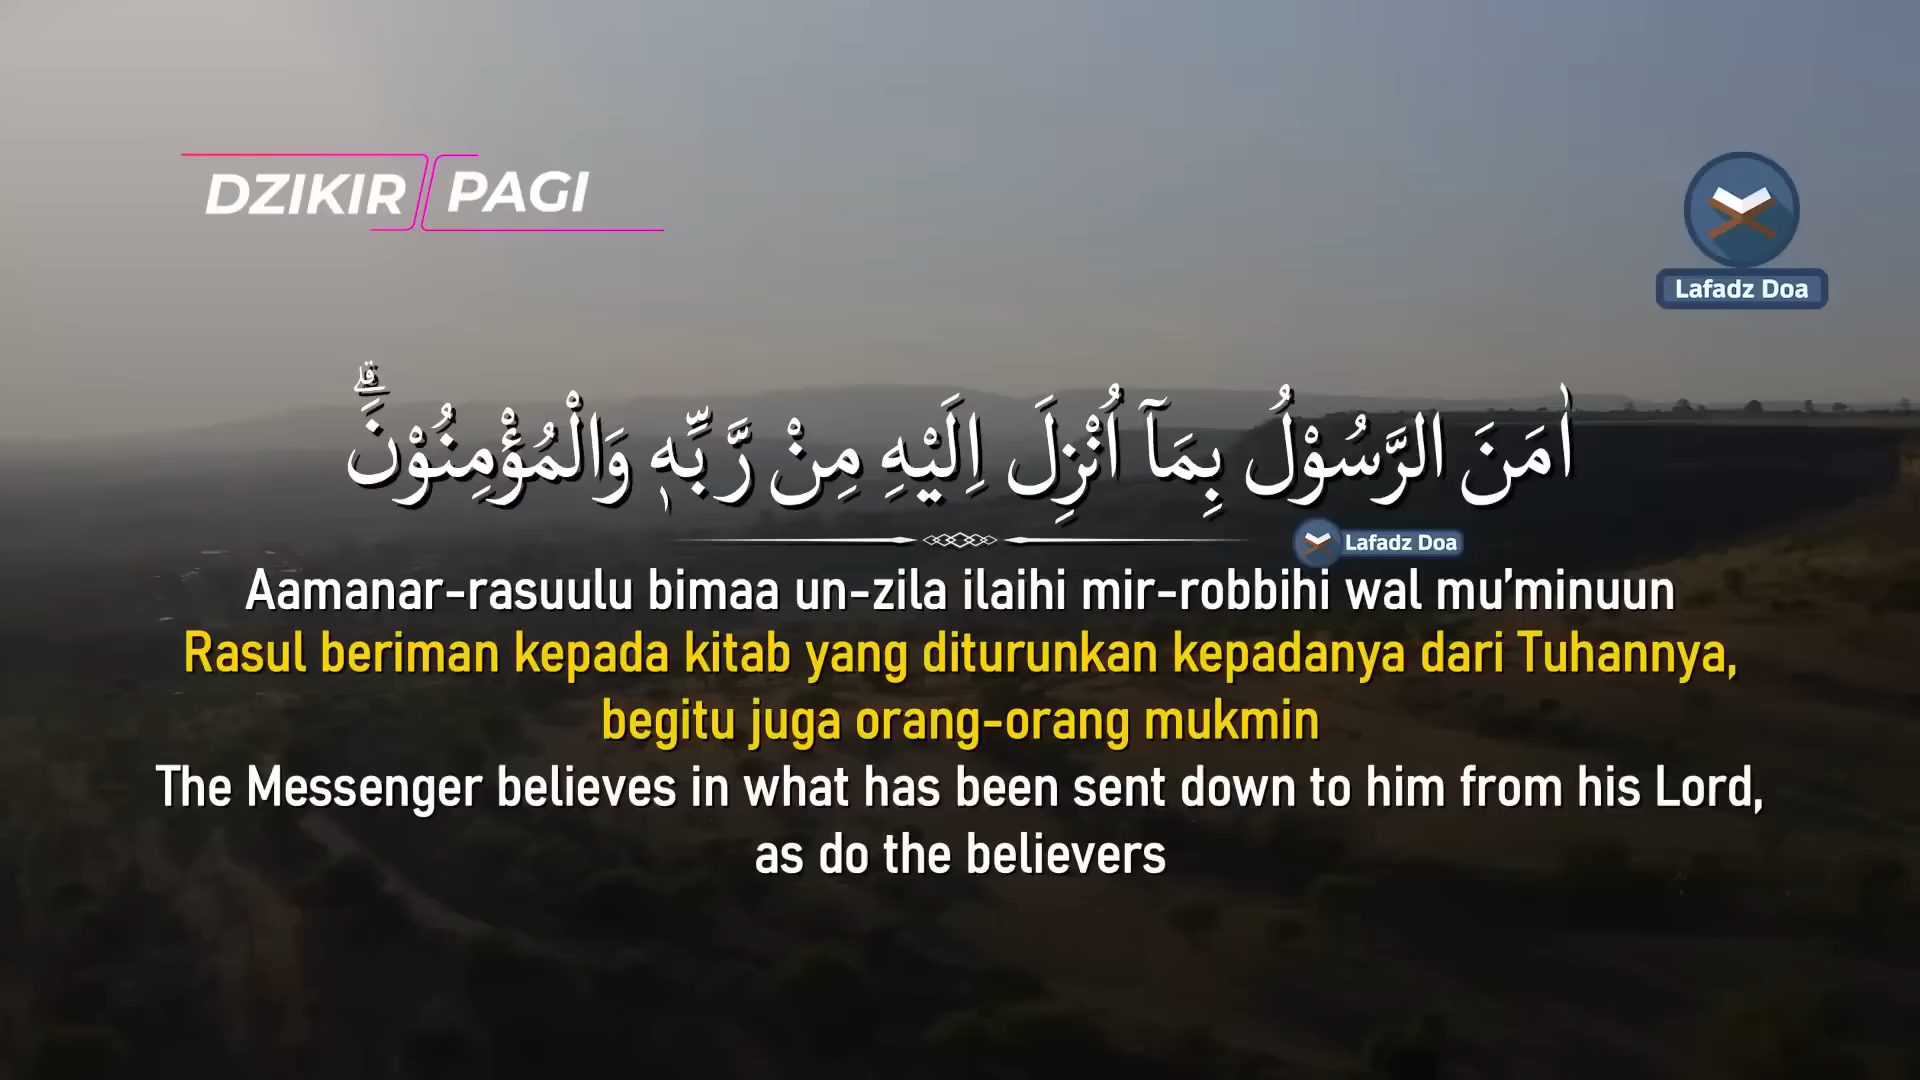 DZIKIR PAGI
Lafadz Doa
اٰمَنَ الرَّسُوْلُ بِمَآ اُنْزِلَ اِلَيْهِ مِنْ رَّبِّهٖ وَالْمُؤْمِنُوْنَۗ
Lafadz Doa
Aamanar-rasuulu bimaa un-zila ilaihi mir-robbihi wal mu’minuun
Rasul beriman kepada kitab yang diturunkan kepadanya dari Tuhannya,
begitu juga orang-orang mukmin
The Messenger believes in what has been sent down to him from his Lord,
as do the believers